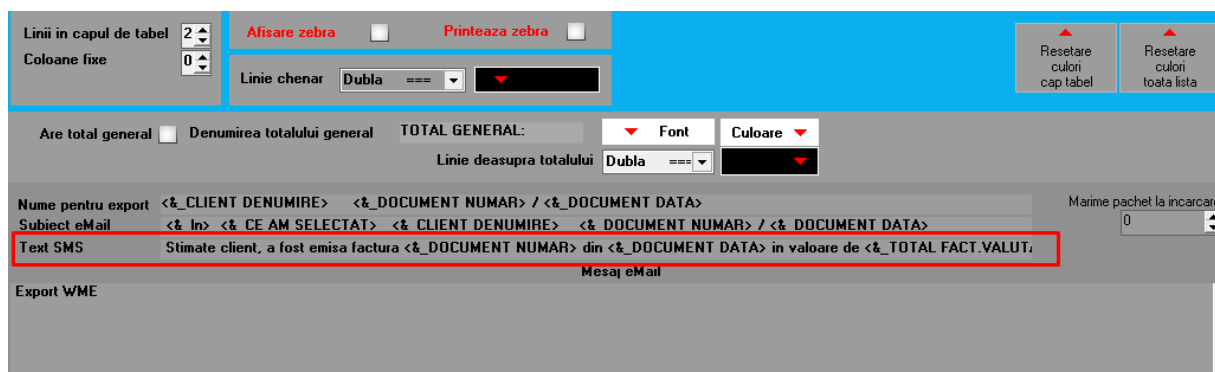 Linii in capul de tabel 2 Afisare zebra Printeaza zebra
Coloane fixe 0
Linie chenar Dubla ===
Resetare culori cap tabel
Resetare culori toata lista
Are total general Denumirea totalului general TOTAL GENERAL: Font Culoare
Linie deasupra totalului Dubla ===
Nume pentru export <&_CLIENT DENUMIRE> <&_DOCUMENT NUMAR> / <&_DOCUMENT DATA> Marime pachet la incarcare
Subiect eMail <&_In> <&_CE AM SELECTAT> <&_CLIENT DENUMIRE> <&_DOCUMENT NUMAR> / <&_DOCUMENT DATA> 0
Text SMS Stimate client, a fost emisa factura <&_DOCUMENT NUMAR> din <&_DOCUMENT DATA> in valoare de <&_TOTAL FACT.VALUTA
Mesaj eMail
Export WME